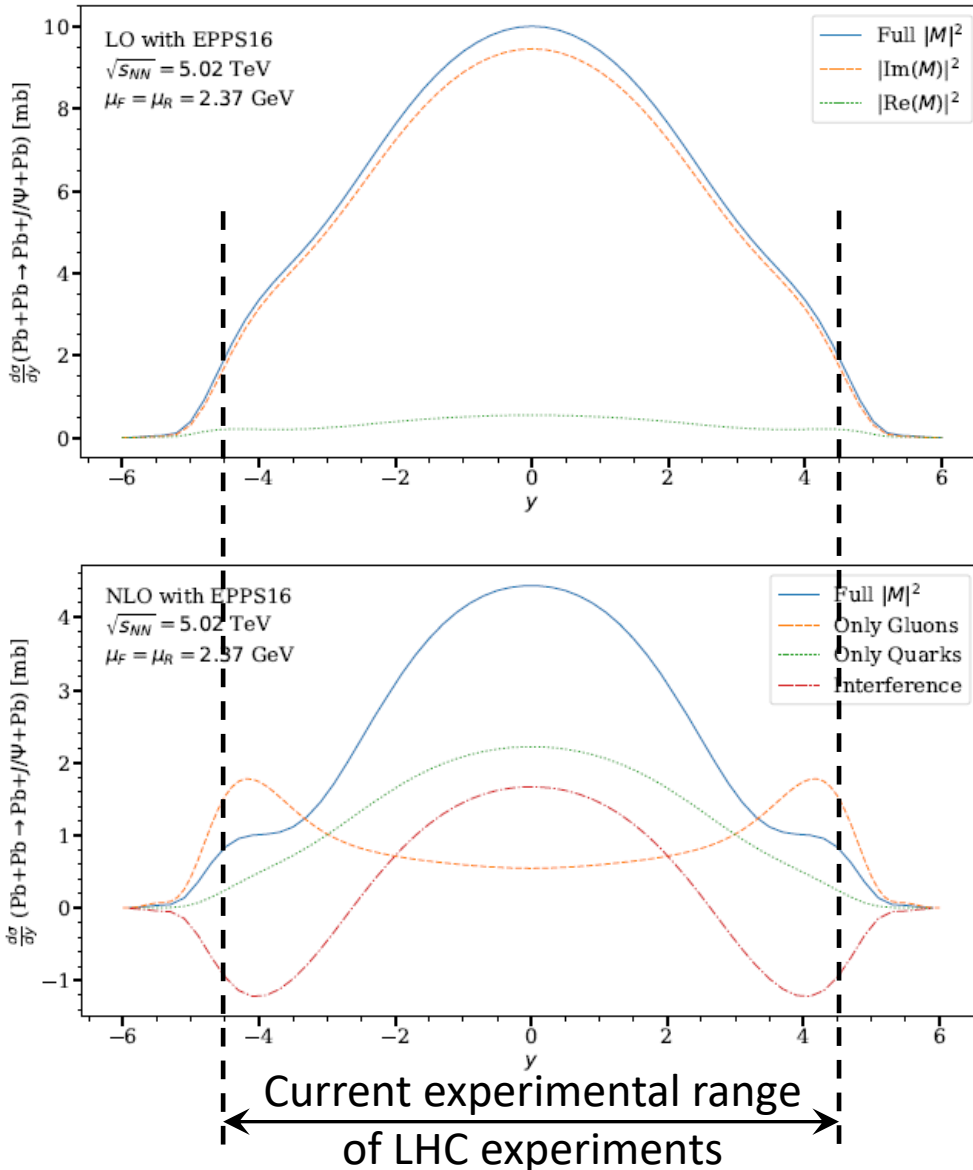 LO with EPPS16
√s_NN = 5.02 TeV
μ_F = μ_R = 2.37 GeV
Full |M|²
|Im(M)|²
|Re(M)|²
dσ/dy(Pb+Pb→Pb+J/Ψ+Pb) [mb]
10
8
6
4
2
0
−6 −4 −2 0 2 4 6
y
NLO with EPPS16
√s_NN = 5.02 TeV
μ_F = μ_R = 2.37 GeV
Full |M|²
Only Gluons
Only Quarks
Interference
dσ/dy (Pb+Pb→Pb+J/Ψ+Pb) [mb]
4
3
2
1
0
−1
−6 −4 −2 0 2 4 6
y
Current experimental range
of LHC experiments